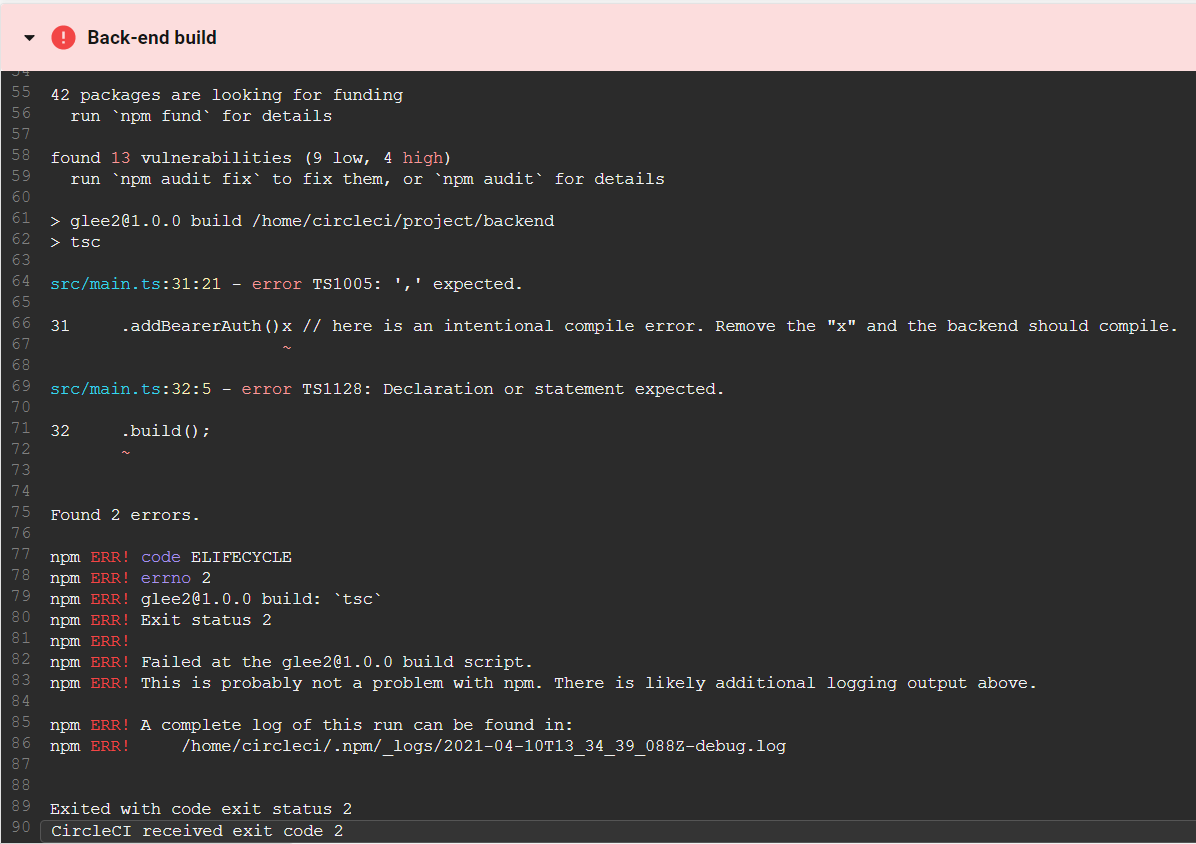 Back-end build
54
55 42 packages are looking for funding
56   run `npm fund` for details
57
58 found 13 vulnerabilities (9 low, 4 high)
59   run `npm audit fix` to fix them, or `npm audit` for details
60
61 > glee2@1.0.0 build /home/circleci/project/backend
62 > tsc
63
64 src/main.ts:31:21 - error TS1005: ',' expected.
65
66 31     .addBearerAuth()x // here is an intentional compile error. Remove the "x" and the backend should compile.
67                        ~
68
69 src/main.ts:32:5 - error TS1128: Declaration or statement expected.
70
71 32     .build();
72        ~
73
74
75 Found 2 errors.
76
77 npm ERR! code ELIFECYCLE
78 npm ERR! errno 2
79 npm ERR! glee2@1.0.0 build: `tsc`
80 npm ERR! Exit status 2
81 npm ERR!
82 npm ERR! Failed at the glee2@1.0.0 build script.
83 npm ERR! This is probably not a problem with npm. There is likely additional logging output above.
84
85 npm ERR! A complete log of this run can be found in:
86 npm ERR!     /home/circleci/.npm/_logs/2021-04-10T13_34_39_088Z-debug.log
87
88
89 Exited with code exit status 2
90 CircleCI received exit code 2